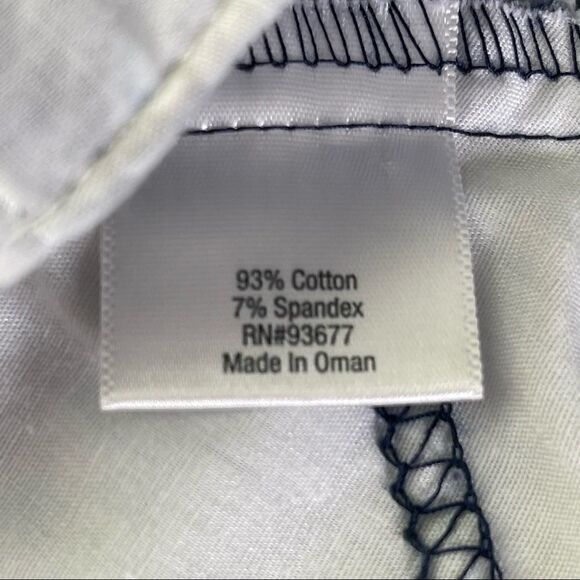 93% Cotton
7% Spandex
RN#93677
Made In Oman